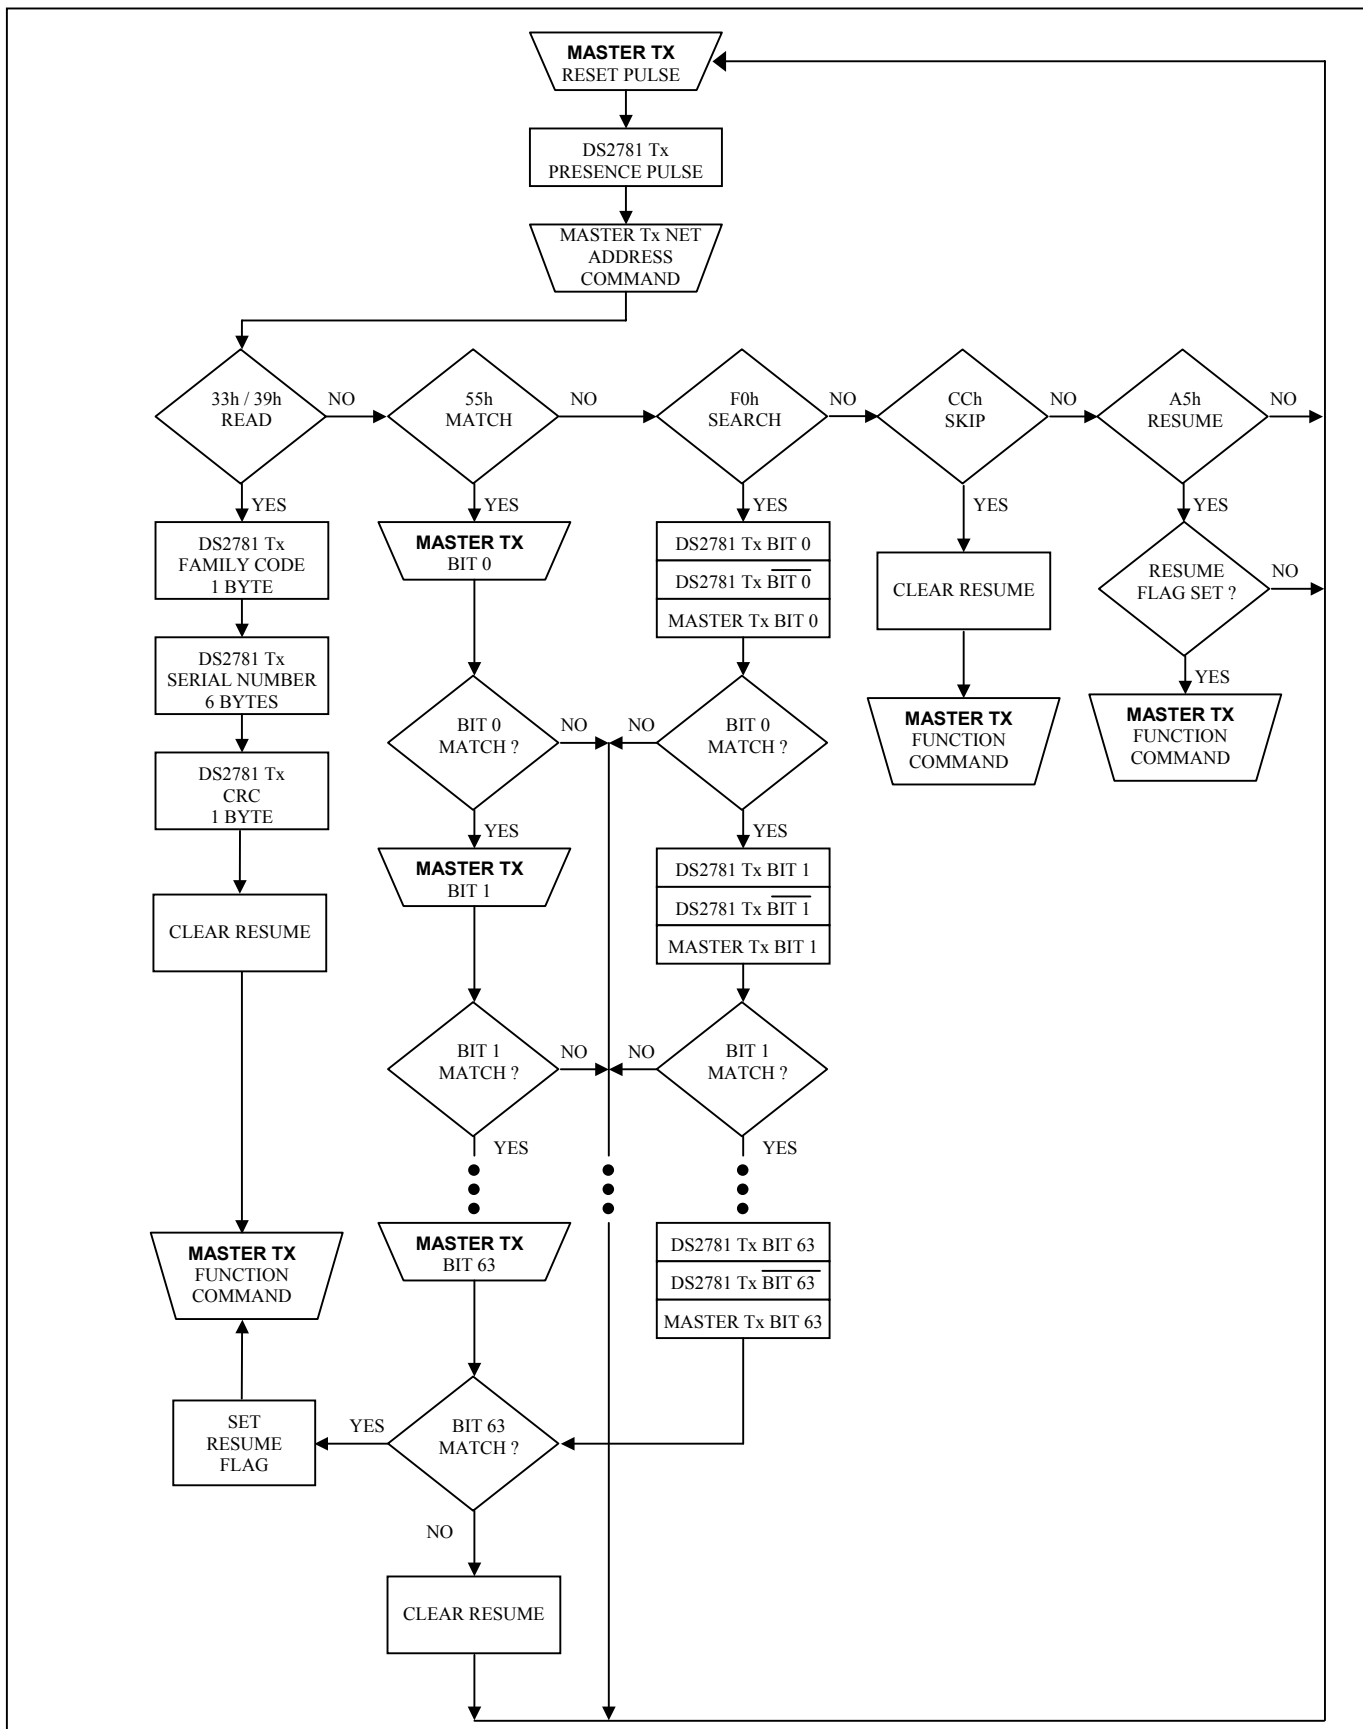 MASTER TX
RESET PULSE
DS2781 Tx
PRESENCE PULSE
MASTER Tx NET
ADDRESS
COMMAND
33h / 39h
READ
NO
55h
MATCH
NO
F0h
SEARCH
NO
CCh
SKIP
NO
A5h
RESUME
NO
YES
YES
YES
YES
YES
DS2781 Tx
FAMILY CODE
1 BYTE
MASTER TX
BIT 0
DS2781 Tx BIT 0
DS2781 Tx B̅I̅T̅ ̅0̅
MASTER Tx BIT 0
CLEAR RESUME
RESUME
FLAG SET ?
NO
DS2781 Tx
SERIAL NUMBER
6 BYTES
YES
BIT 0
MATCH ?
NO
NO
BIT 0
MATCH ?
MASTER TX
FUNCTION
COMMAND
MASTER TX
FUNCTION
COMMAND
DS2781 Tx
CRC
1 BYTE
YES
YES
MASTER TX
BIT 1
DS2781 Tx BIT 1
DS2781 Tx B̅I̅T̅ ̅1̅
MASTER Tx BIT 1
CLEAR RESUME
BIT 1
MATCH ?
NO
NO
BIT 1
MATCH ?
YES
YES
MASTER TX
FUNCTION
COMMAND
MASTER TX
BIT 63
DS2781 Tx BIT 63
DS2781 Tx B̅I̅T̅ ̅6̅3̅
MASTER Tx BIT 63
SET
RESUME
FLAG
YES
BIT 63
MATCH ?
NO
CLEAR RESUME